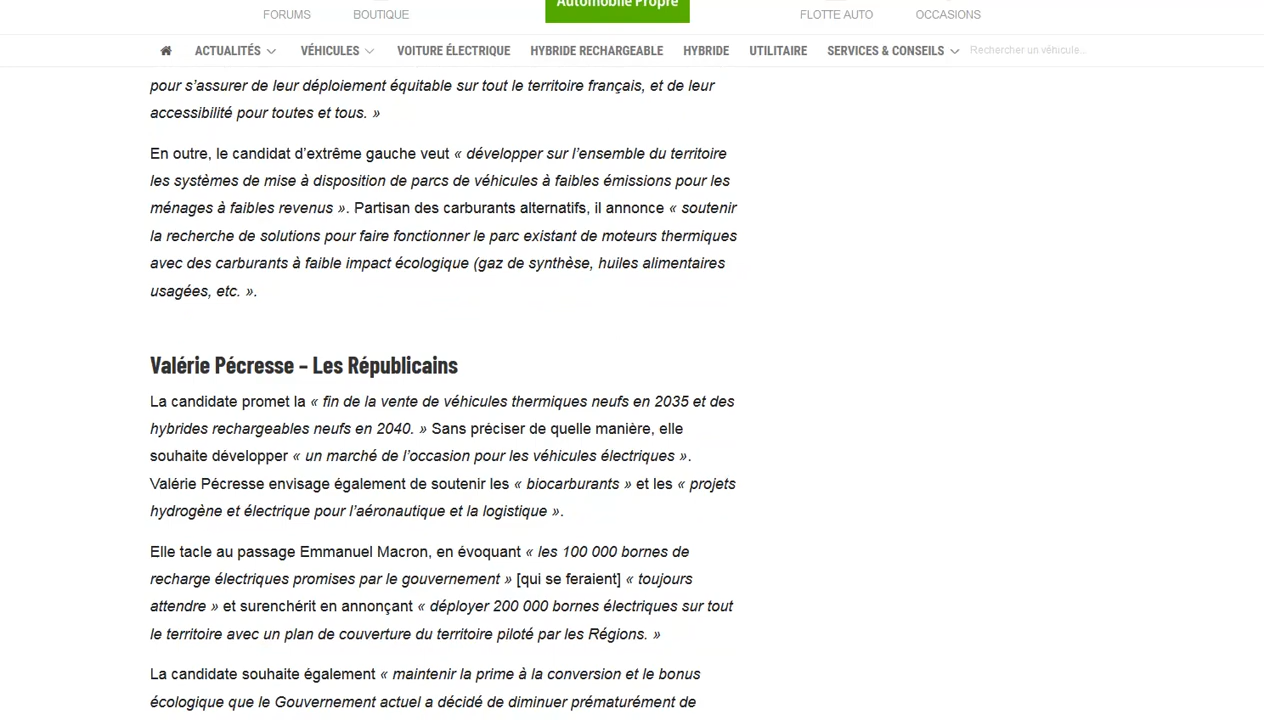 Automobile Propre
FORUMS BOUTIQUE FLOTTE AUTO OCCASIONS
ACTUALITÉS VÉHICULES VOITURE ÉLECTRIQUE HYBRIDE RECHARGEABLE HYBRIDE UTILITAIRE SERVICES & CONSEILS Rechercher un véhicule...
pour s’assurer de leur déploiement équitable sur tout le territoire français, et de leur
accessibilité pour toutes et tous. »
En outre, le candidat d’extrême gauche veut « développer sur l’ensemble du territoire
les systèmes de mise à disposition de parcs de véhicules à faibles émissions pour les
ménages à faibles revenus ». Partisan des carburants alternatifs, il annonce « soutenir
la recherche de solutions pour faire fonctionner le parc existant de moteurs thermiques
avec des carburants à faible impact écologique (gaz de synthèse, huiles alimentaires
usagées, etc. ».
Valérie Pécresse – Les Républicains
La candidate promet la « fin de la vente de véhicules thermiques neufs en 2035 et des
hybrides rechargeables neufs en 2040. » Sans préciser de quelle manière, elle
souhaite développer « un marché de l’occasion pour les véhicules électriques ».
Valérie Pécresse envisage également de soutenir les « biocarburants » et les « projets
hydrogène et électrique pour l’aéronautique et la logistique ».
Elle tacle au passage Emmanuel Macron, en évoquant « les 100 000 bornes de
recharge électriques promises par le gouvernement » [qui se feraient] « toujours
attendre » et surenchérit en annonçant « déployer 200 000 bornes électriques sur tout
le territoire avec un plan de couverture du territoire piloté par les Régions. »
La candidate souhaite également « maintenir la prime à la conversion et le bonus
écologique que le Gouvernement actuel a décidé de diminuer prématurément de